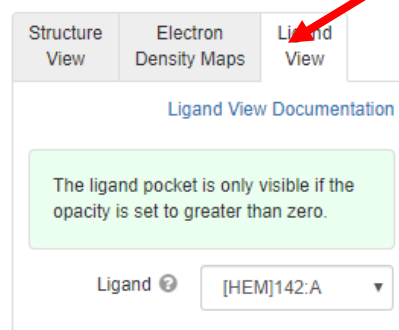 Structure View
Electron Density Maps
Ligand View
Ligand View Documentation
The ligand pocket is only visible if the
opacity is set to greater than zero.
Ligand ?
[HEM]142:A